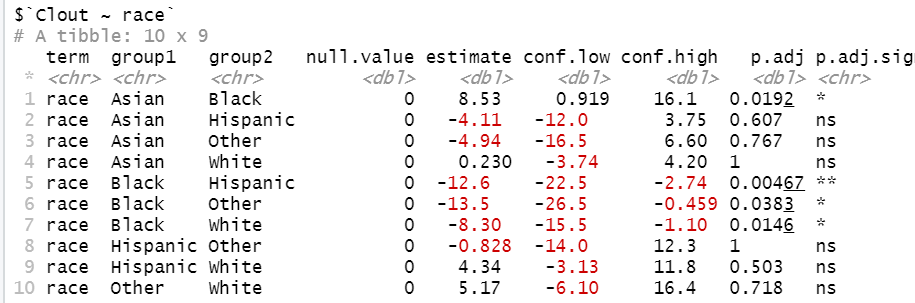 $`Clout ~ race`
# A tibble: 10 x 9
term group1 group2 null.value estimate conf.low conf.high p.adj p.adj.sig
* <chr> <chr> <chr> <dbl> <dbl> <dbl> <dbl> <dbl> <chr>
1 race Asian Black 0 8.53 0.919 16.1 0.0192 *
2 race Asian Hispanic 0 -4.11 -12.0 3.75 0.607 ns
3 race Asian Other 0 -4.94 -16.5 6.60 0.767 ns
4 race Asian White 0 0.230 -3.74 4.20 1 ns
5 race Black Hispanic 0 -12.6 -22.5 -2.74 0.00467 **
6 race Black Other 0 -13.5 -26.5 -0.459 0.0383 *
7 race Black White 0 -8.30 -15.5 -1.10 0.0146 *
8 race Hispanic Other 0 -0.828 -14.0 12.3 1 ns
9 race Hispanic White 0 4.34 -3.13 11.8 0.503 ns
10 race Other White 0 5.17 -6.10 16.4 0.718 ns